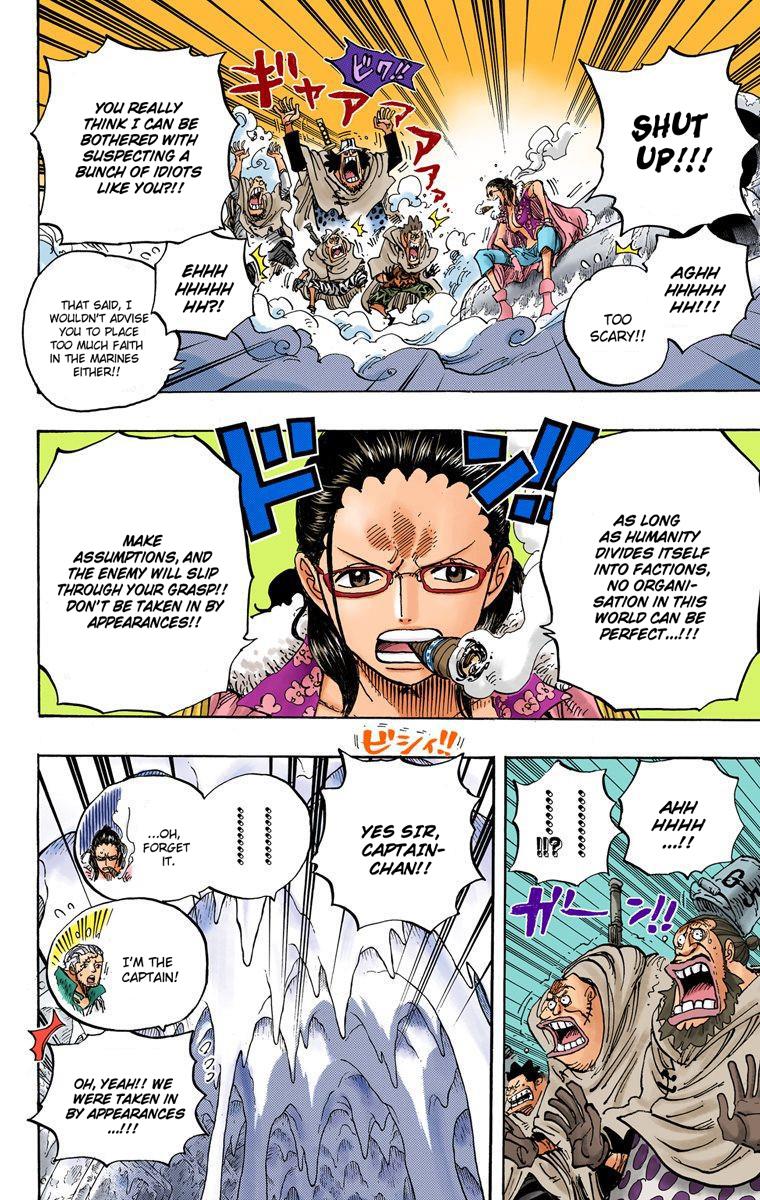 SHUT
UP!!!
AGHH
HHHHH
HH!!!
TOO
SCARY!!
ビク!!
ギャアアアアアア
YOU REALLY
THINK I CAN BE
BOTHERED WITH
SUSPECTING A
BUNCH OF IDIOTS
LIKE YOU?!!
EHHH
HHHHH
HH?!
THAT SAID, I
WOULDN'T ADVISE
YOU TO PLACE
TOO MUCH FAITH
IN THE MARINES
EITHER!!
AS LONG
AS HUMANITY
DIVIDES ITSELF
INTO FACTIONS,
NO ORGANI-
SATION IN THIS
WORLD CAN BE
PERFECT...!!!
ドン!!
MAKE
ASSUMPTIONS, AND
THE ENEMY WILL SLIP
THROUGH YOUR GRASP!!
DON'T BE TAKEN IN BY
APPEARANCES!!
AHH
HHHH
...!!
!!?
ガーン!!
ビシィ!!
YES SIR,
CAPTAIN-
CHAN!!
...OH,
FORGET
IT.
I'M THE
CAPTAIN!
OH, YEAH!! WE
WERE TAKEN IN
BY APPEARANCES
...!!!